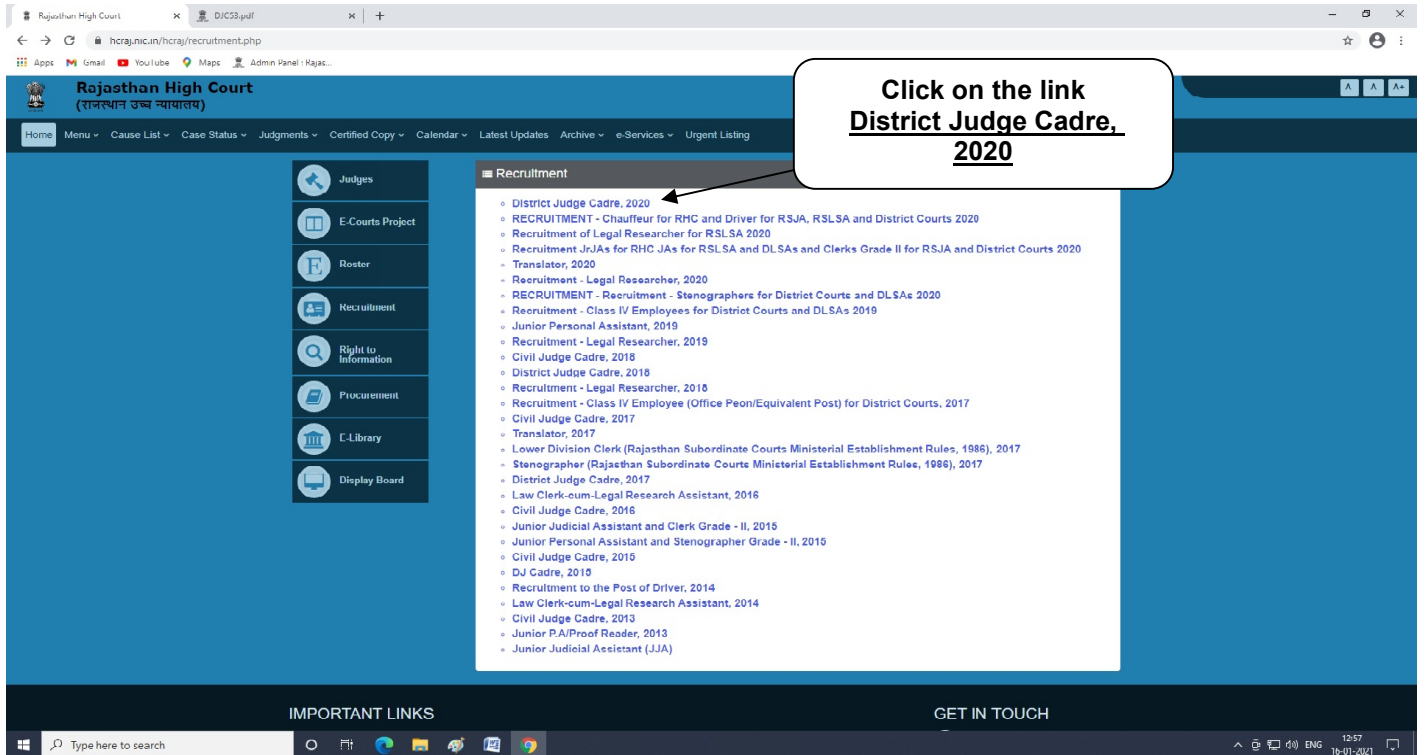 Rajasthan High Court
DJCS3.pdf
hcraj.nic.in/hcraj/recruitment.php
Apps
Gmail
YouTube
Maps
Admin Panel : Rajas...
Rajasthan High Court
(राजस्थान उच्च न्यायालय)
A A A+
Click on the link
District Judge Cadre,
2020
Home Menu Cause List Case Status Judgments Certified Copy Calendar Latest Updates Archive e-Services Urgent Listing
Judges
E-Courts Project
Roster
Recruitment
Right to
Information
Procurement
E-Library
Display Board
Recruitment
District Judge Cadre, 2020
RECRUITMENT - Chauffeur for RHC and Driver for RSJA, RSLSA and District Courts 2020
Recruitment of Legal Researcher for RSLSA 2020
Recruitment JrJAs for RHC JAs for RSLSA and DLSAs and Clerks Grade II for RSJA and District Courts 2020
Translator, 2020
Recruitment - Legal Researcher, 2020
RECRUITMENT - Recruitment - Stenographers for District Courts and DLSAs 2020
Recruitment - Class IV Employees for District Courts and DLSAs 2019
Junior Personal Assistant, 2019
Recruitment - Legal Researcher, 2019
Civil Judge Cadre, 2018
District Judge Cadre, 2018
Recruitment - Legal Researcher, 2018
Recruitment - Class IV Employee (Office Peon/Equivalent Post) for District Courts, 2017
Civil Judge Cadre, 2017
Translator, 2017
Lower Division Clerk (Rajasthan Subordinate Courts Ministerial Establishment Rules, 1986), 2017
Stenographer (Rajasthan Subordinate Courts Ministerial Establishment Rules, 1986), 2017
District Judge Cadre, 2017
Law Clerk-cum-Legal Research Assistant, 2016
Civil Judge Cadre, 2016
Junior Judicial Assistant and Clerk Grade - II, 2015
Junior Personal Assistant and Stenographer Grade - II, 2015
Civil Judge Cadre, 2015
DJ Cadre, 2015
Recruitment to the Post of Driver, 2014
Law Clerk-cum-Legal Research Assistant, 2014
Civil Judge Cadre, 2013
Junior P.A/Proof Reader, 2013
Junior Judicial Assistant (JJA)
IMPORTANT LINKS
GET IN TOUCH
Type here to search
ENG
12:57
16-01-2021